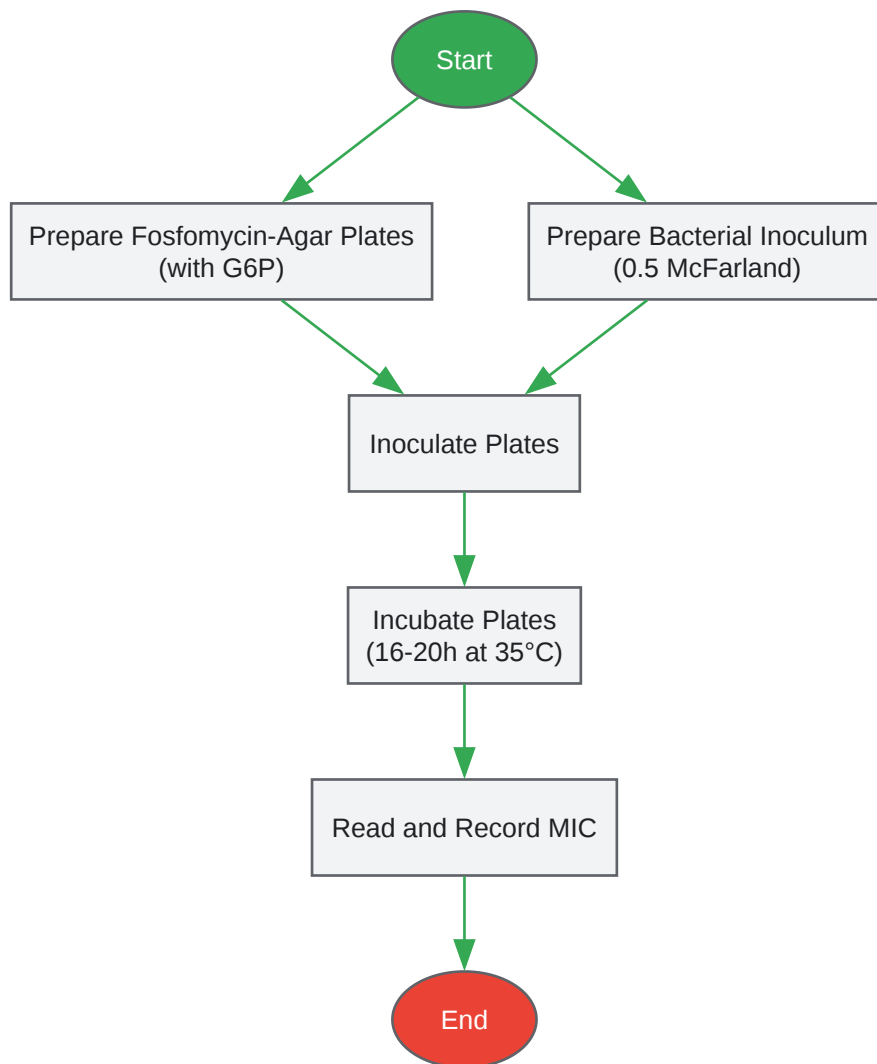 Start
Prepare Fosfomycin-Agar Plates
(with G6P)
Prepare Bacterial Inoculum
(0.5 McFarland)
Inoculate Plates
Incubate Plates
(16-20h at 35°C)
Read and Record MIC
End